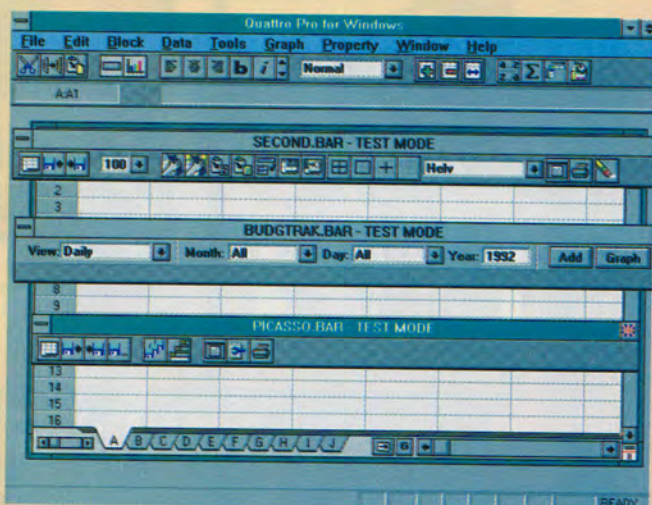 Quattro Pro for Windows
File Edit Block Data Tools Graph Property Window Help
b i Normal
A:A1
SECOND.BAR - TEST MODE
100 Helv
2
3
BUDGTRAK.BAR - TEST MODE
View: Daily Month: All Day: All Year: 1992 Add Graph
8
9
PICASSO.BAR - TEST MODE
13
14
15
16
A B C D E F G H I J
READY